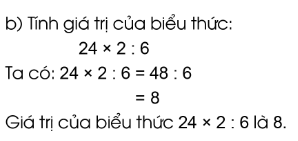 b) Tính giá trị của biểu thức:
24 × 2 : 6
Ta có: 24 × 2 : 6 = 48 : 6
= 8
Giá trị của biểu thức 24 × 2 : 6 là 8.